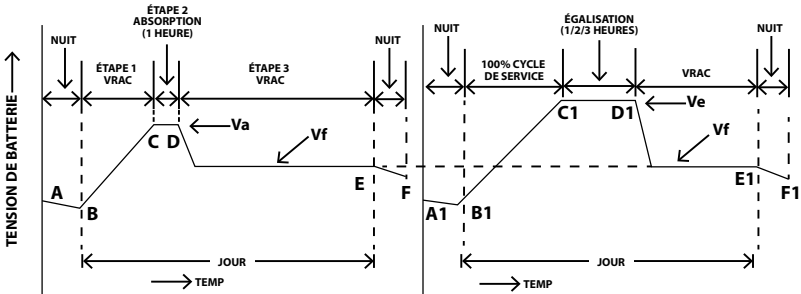 TENSION DE BATTERIE
NUIT
ÉTAPE 1
VRAC
ÉTAPE 2
ABSORPTION
(1 HEURE)
ÉTAPE 3
VRAC
NUIT
Va
Vf
A
B
C
D
E
F
JOUR
TEMP
NUIT
100% CYCLE
DE SERVICE
ÉGALISATION
(1/2/3 HEURES)
VRAC
NUIT
Ve
Vf
A1
B1
C1
D1
E1
F1
JOUR
TEMP